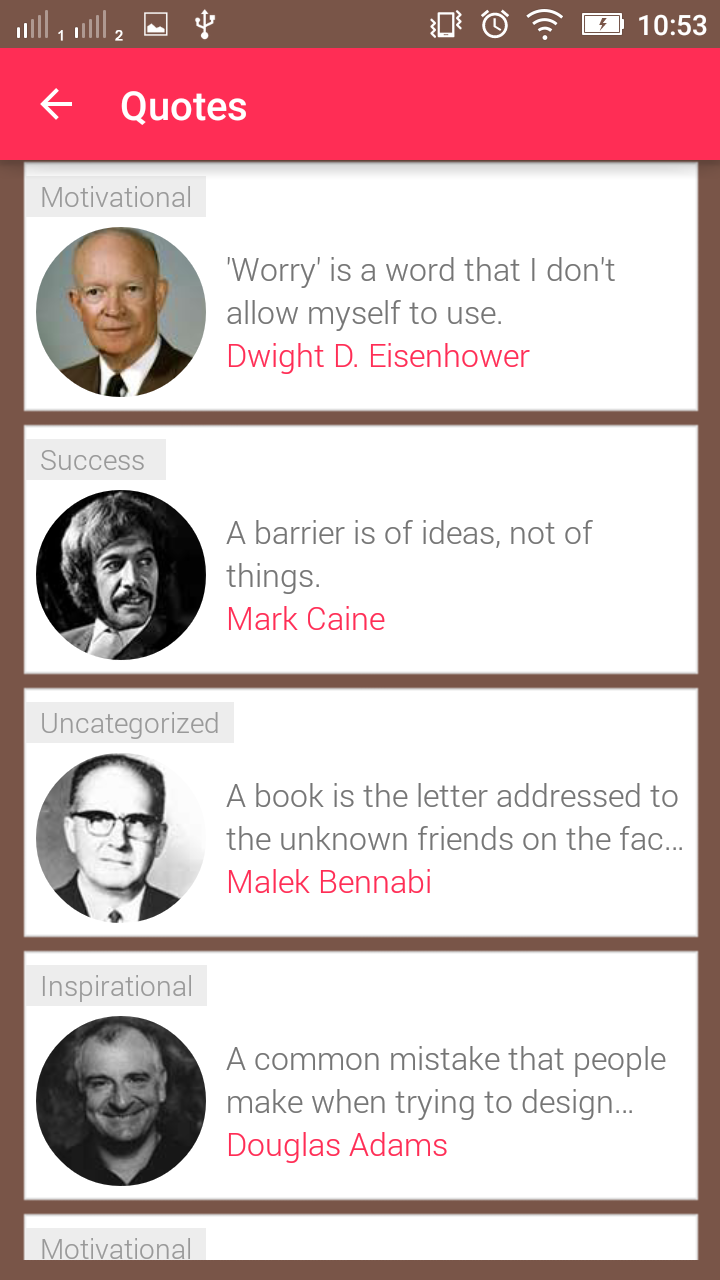 1 2 10:53
Quotes
Motivational
'Worry' is a word that I don't
allow myself to use.
Dwight D. Eisenhower
Success
A barrier is of ideas, not of
things.
Mark Caine
Uncategorized
A book is the letter addressed to
the unknown friends on the fac...
Malek Bennabi
Inspirational
A common mistake that people
make when trying to design...
Douglas Adams
Motivational